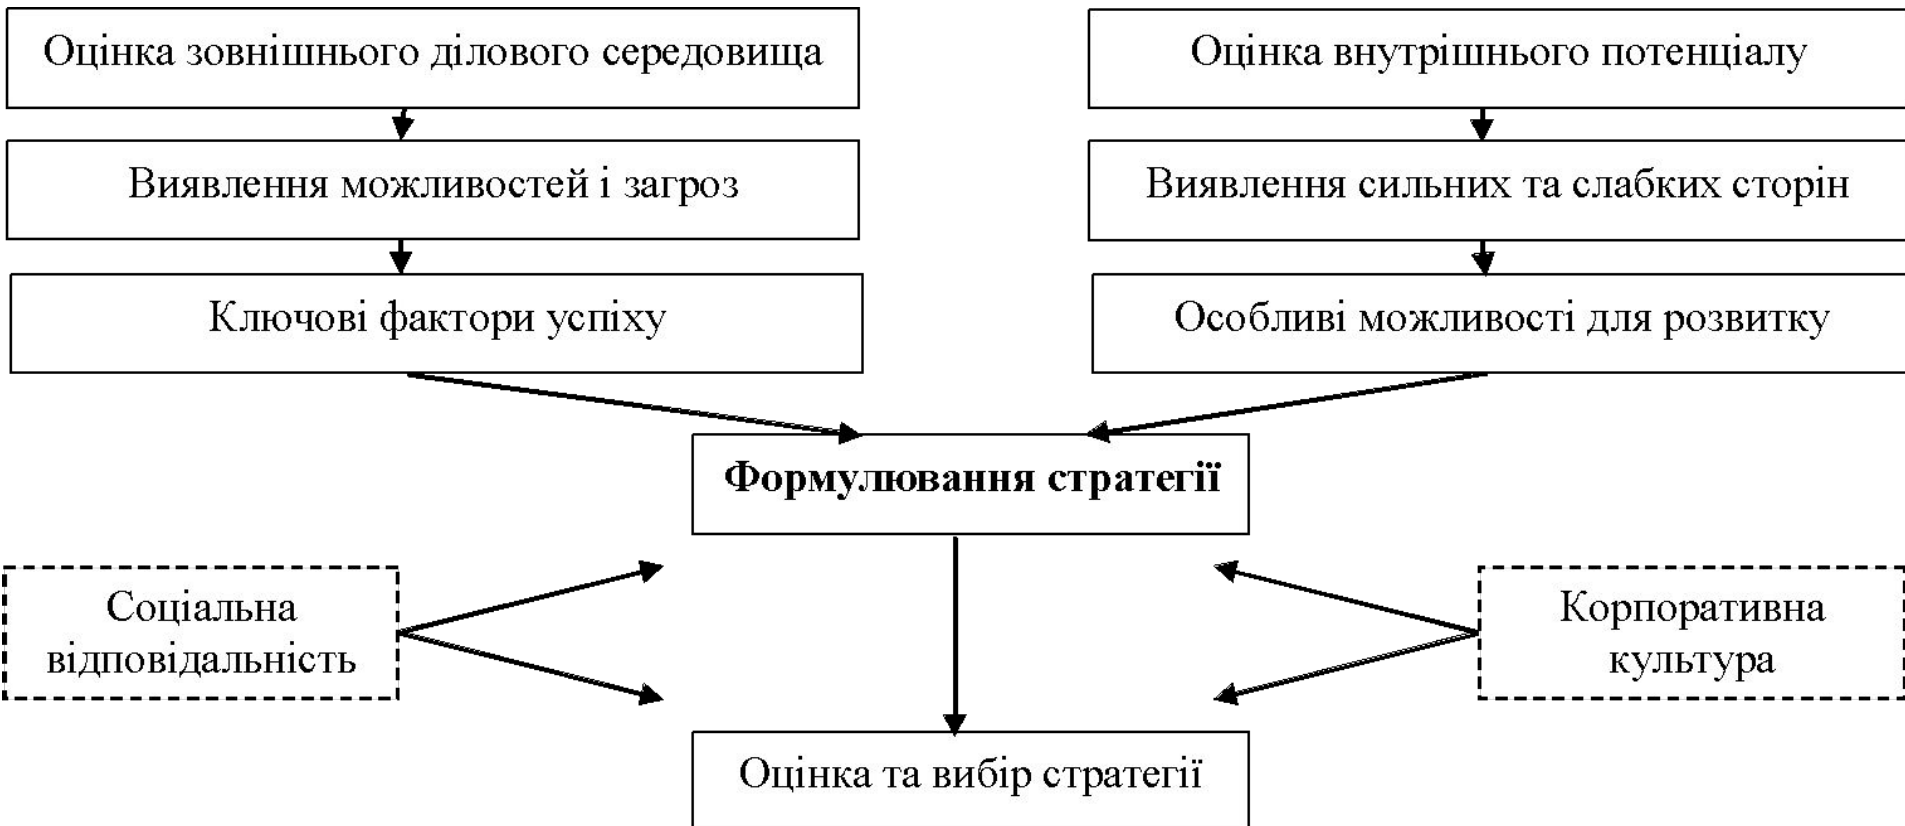 Оцінка зовнішнього ділового середовища
Оцінка внутрішнього потенціалу
Виявлення можливостей і загроз
Виявлення сильних та слабких сторін
Ключові фактори успіху
Особливі можливості для розвитку
Формулювання стратегії
Соціальна
відповідальність
Корпоративна
культура
Оцінка та вибір стратегії